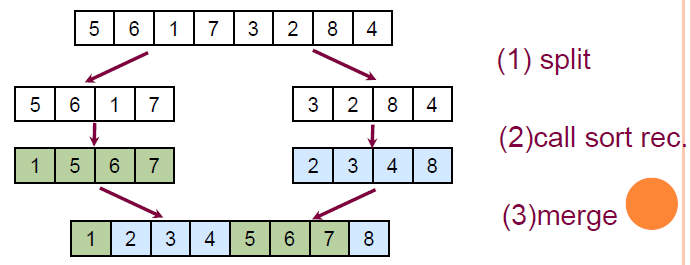 5 6 1 7 3 2 8 4
(1) split
5 6 1 7
3 2 8 4
(2)call sort rec.
1 5 6 7
2 3 4 8
(3)merge
1 2 3 4 5 6 7 8